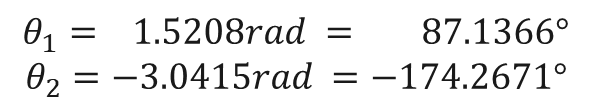 θ₁ = 1.5208rad = 87.1366°
θ₂ = −3.0415rad = −174.2671°